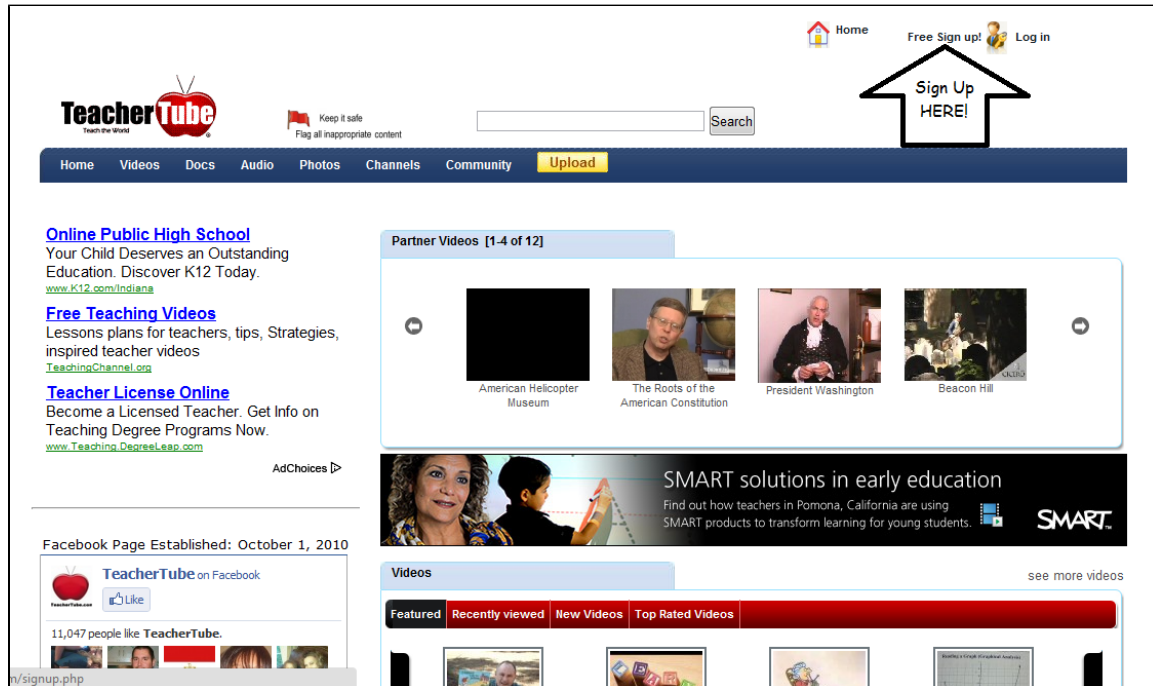 Home
Free Sign up!
Log in
Sign Up
HERE!
TeacherTube
Teach the World
Keep it safe
Flag all inappropriate content
Search
Home Videos Docs Audio Photos Channels Community Upload
Online Public High School
Your Child Deserves an Outstanding
Education. Discover K12 Today.
www.K12.com/Indiana
Free Teaching Videos
Lessons plans for teachers, tips, Strategies,
inspired teacher videos
TeachingChannel.org
Teacher License Online
Become a Licensed Teacher. Get Info on
Teaching Degree Programs Now.
www.Teaching.DegreeLeap.com
AdChoices
Partner Videos [1-4 of 12]
American Helicopter
Museum
The Roots of the
American Constitution
President Washington
Beacon Hill
SMART solutions in early education
Find out how teachers in Pomona, California are using
SMART products to transform learning for young students.
SMART
Facebook Page Established: October 1, 2010
TeacherTube on Facebook
Like
TeacherTube.com
11,047 people like TeacherTube.
Videos
see more videos
Featured Recently viewed New Videos Top Rated Videos
m/signup.php